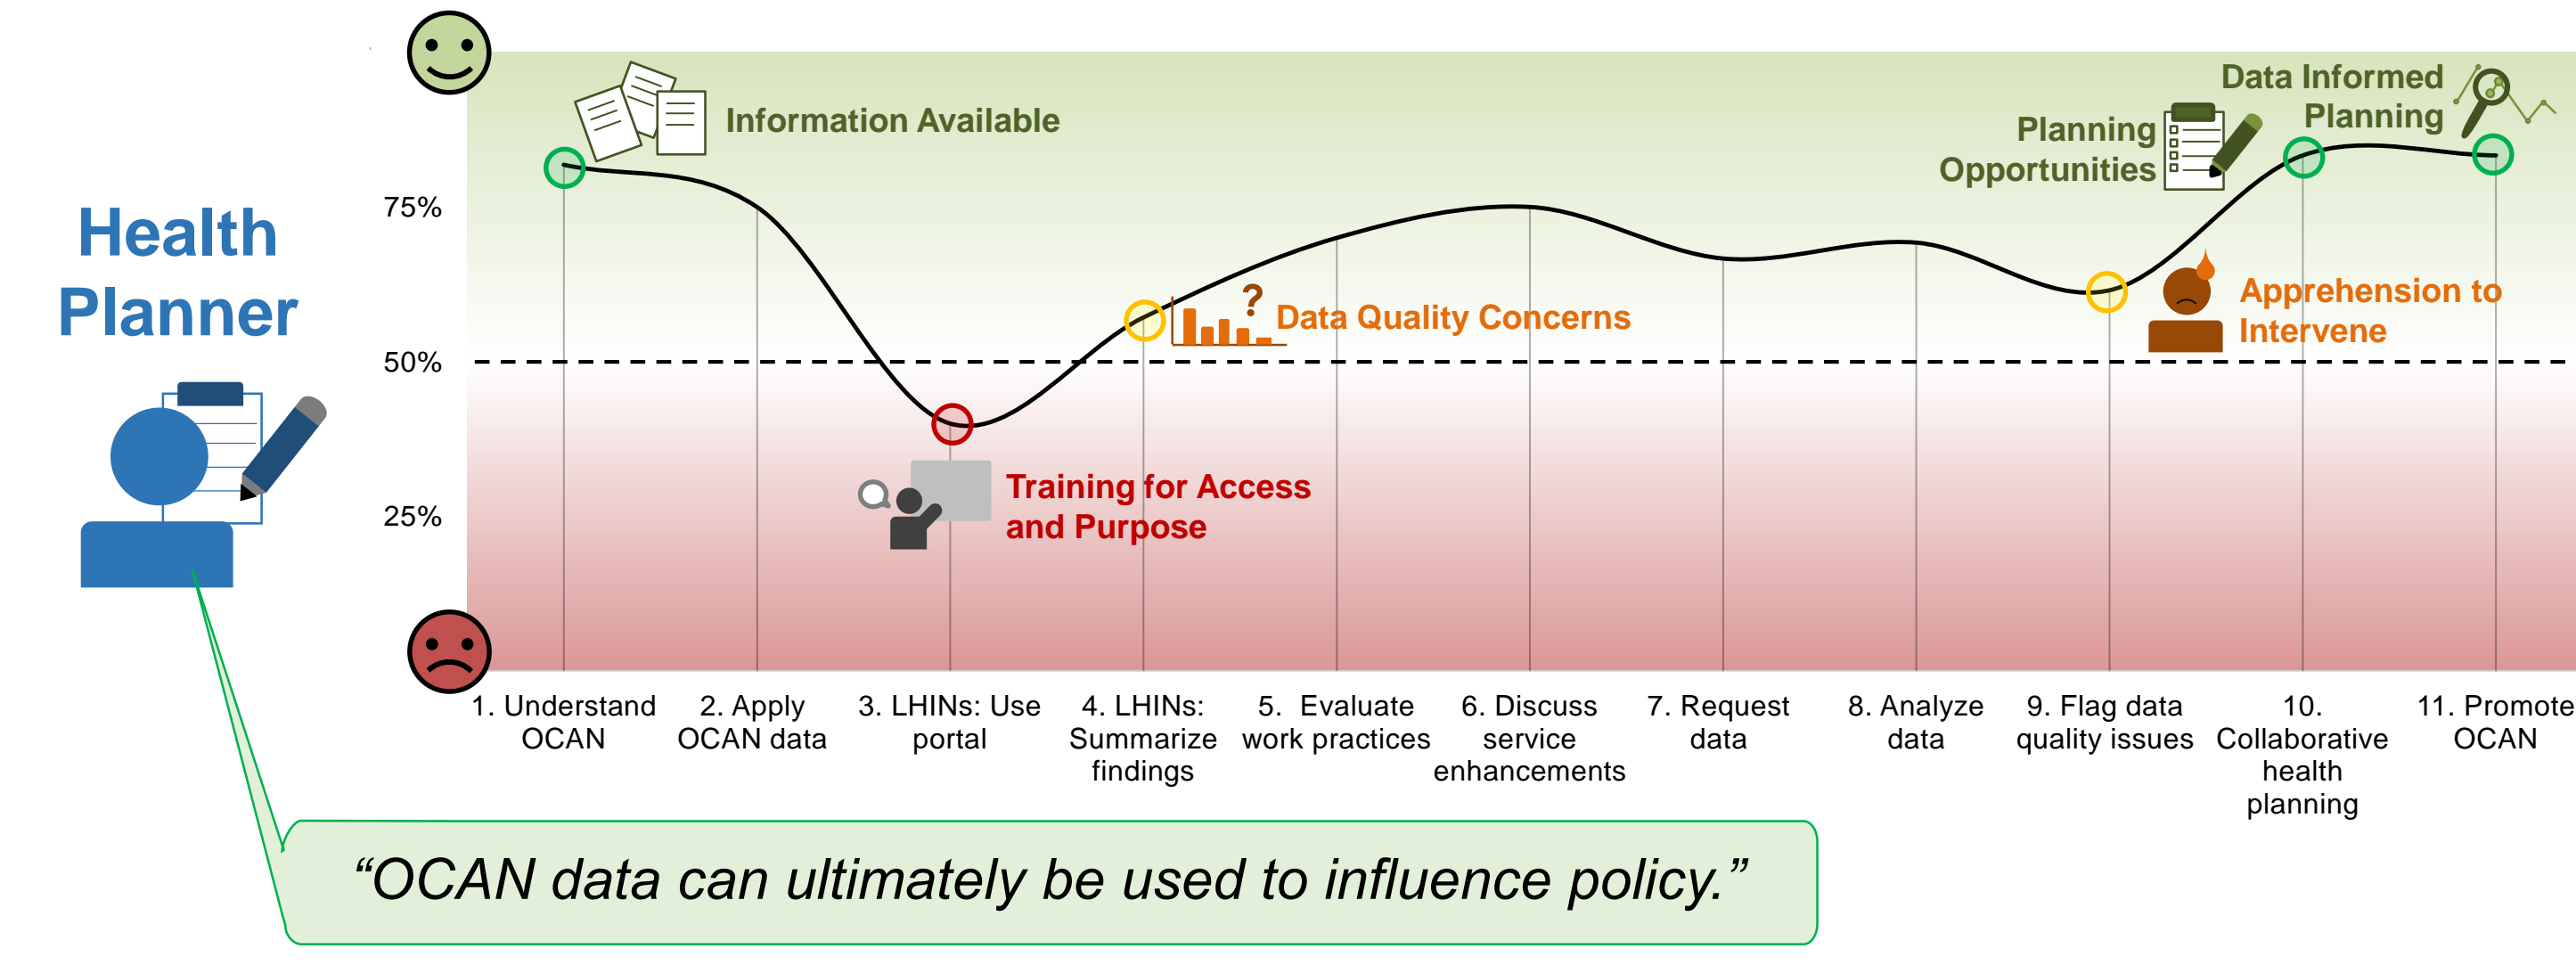 Health
Planner
75%
50%
25%
Information Available
Training for Access
and Purpose
?
Data Quality Concerns
Planning
Opportunities
Data Informed
Planning
Apprehension to
Intervene
1. Understand
OCAN
2. Apply
OCAN data
3. LHINs: Use
portal
4. LHINs:
Summarize
findings
5. Evaluate
work practices
6. Discuss
service
enhancements
7. Request
data
8. Analyze
data
9. Flag data
quality issues
10.
Collaborative
health
planning
11. Promote
OCAN
“OCAN data can ultimately be used to influence policy.”